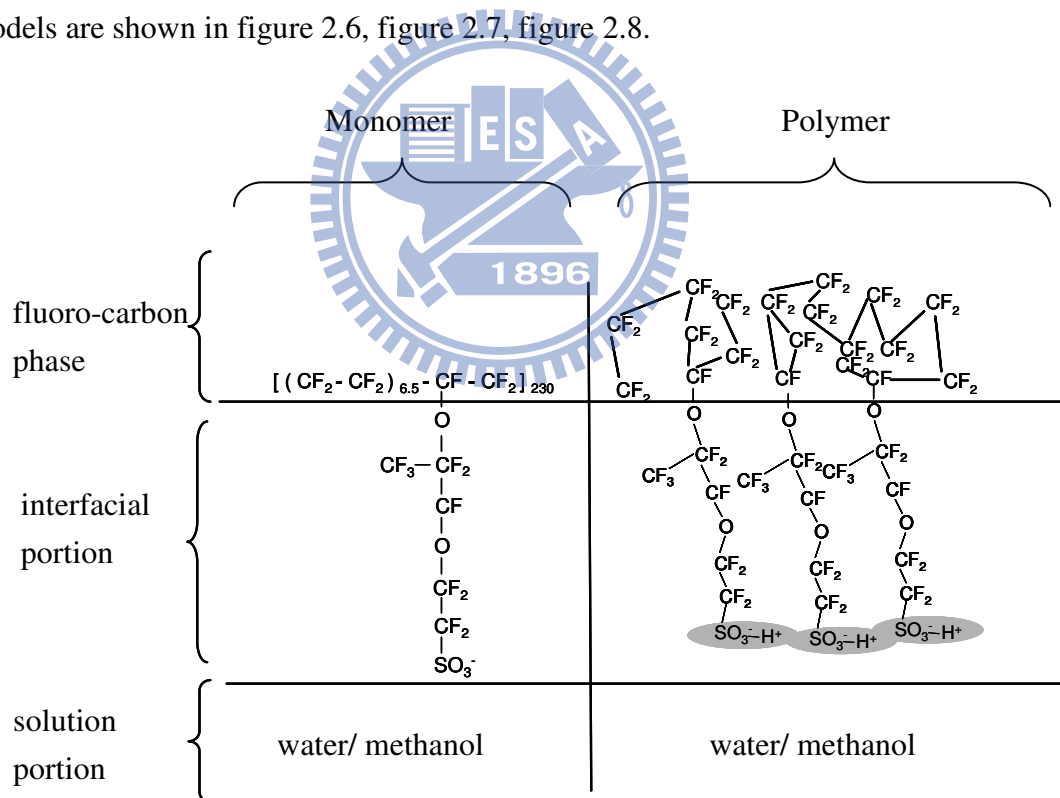 odels are shown in figure 2.6, figure 2.7, figure 2.8.
Monomer
Polymer
E S A
1896
fluoro-carbon
phase
[(CF₂-CF₂)₆.₅-CF-CF₂]₂₃₀
O
CF₃-CF₂
CF
O
CF₂
CF₂
SO₃⁻
CF₂
CF₂
CF₂
CF₂
CF₂
CF₂
CF
CF₂
CF₂
CF₂
CF₂
CF
CF₂
CF₂
CF₂
CF₂
CF₂
CF
CF₂
O
CF₂
CF₃
CF
O
CF₂
CF₂
SO₃⁻-H⁺
O
CF₂
CF₃
CF
O
CF₂
CF₂
SO₃⁻-H⁺
O
CF₂
CF₃
CF
O
CF₂
CF₂
SO₃⁻-H⁺
interfacial
portion
solution
portion
water/ methanol
water/ methanol